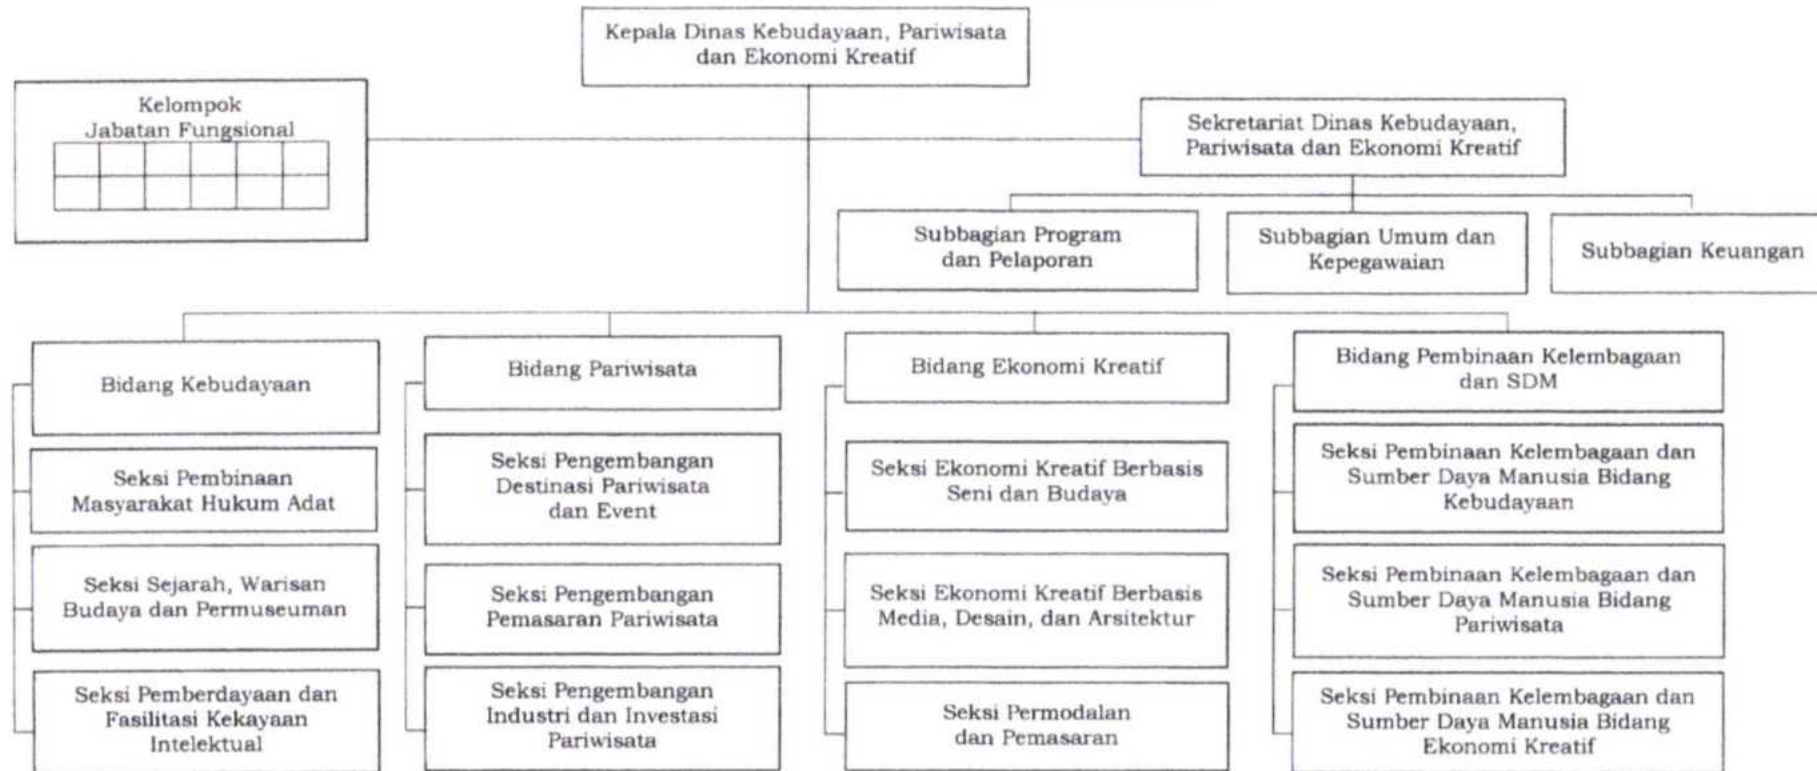 Kepala Dinas Kebudayaan, Pariwisata
dan Ekonomi Kreatif
Kelompok
Jabatan Fungsional
Sekretariat Dinas Kebudayaan,
Pariwisata dan Ekonomi Kreatif
Subbagian Program
dan Pelaporan
Subbagian Umum dan
Kepegawaian
Subbagian Keuangan
Bidang Kebudayaan
Seksi Pembinaan
Masyarakat Hukum Adat
Seksi Sejarah, Warisan
Budaya dan Permuseuman
Seksi Pemberdayaan dan
Fasilitasi Kekayaan
Intelektual
Bidang Pariwisata
Seksi Pengembangan
Destinasi Pariwisata
dan Event
Seksi Pengembangan
Pemasaran Pariwisata
Seksi Pengembangan
Industri dan Investasi
Pariwisata
Bidang Ekonomi Kreatif
Seksi Ekonomi Kreatif Berbasis
Seni dan Budaya
Seksi Ekonomi Kreatif Berbasis
Media, Desain, dan Arsitektur
Seksi Permodalan
dan Pemasaran
Bidang Pembinaan Kelembagaan
dan SDM
Seksi Pembinaan Kelembagaan dan
Sumber Daya Manusia Bidang
Kebudayaan
Seksi Pembinaan Kelembagaan dan
Sumber Daya Manusia Bidang
Pariwisata
Seksi Pembinaan Kelembagaan dan
Sumber Daya Manusia Bidang
Ekonomi Kreatif